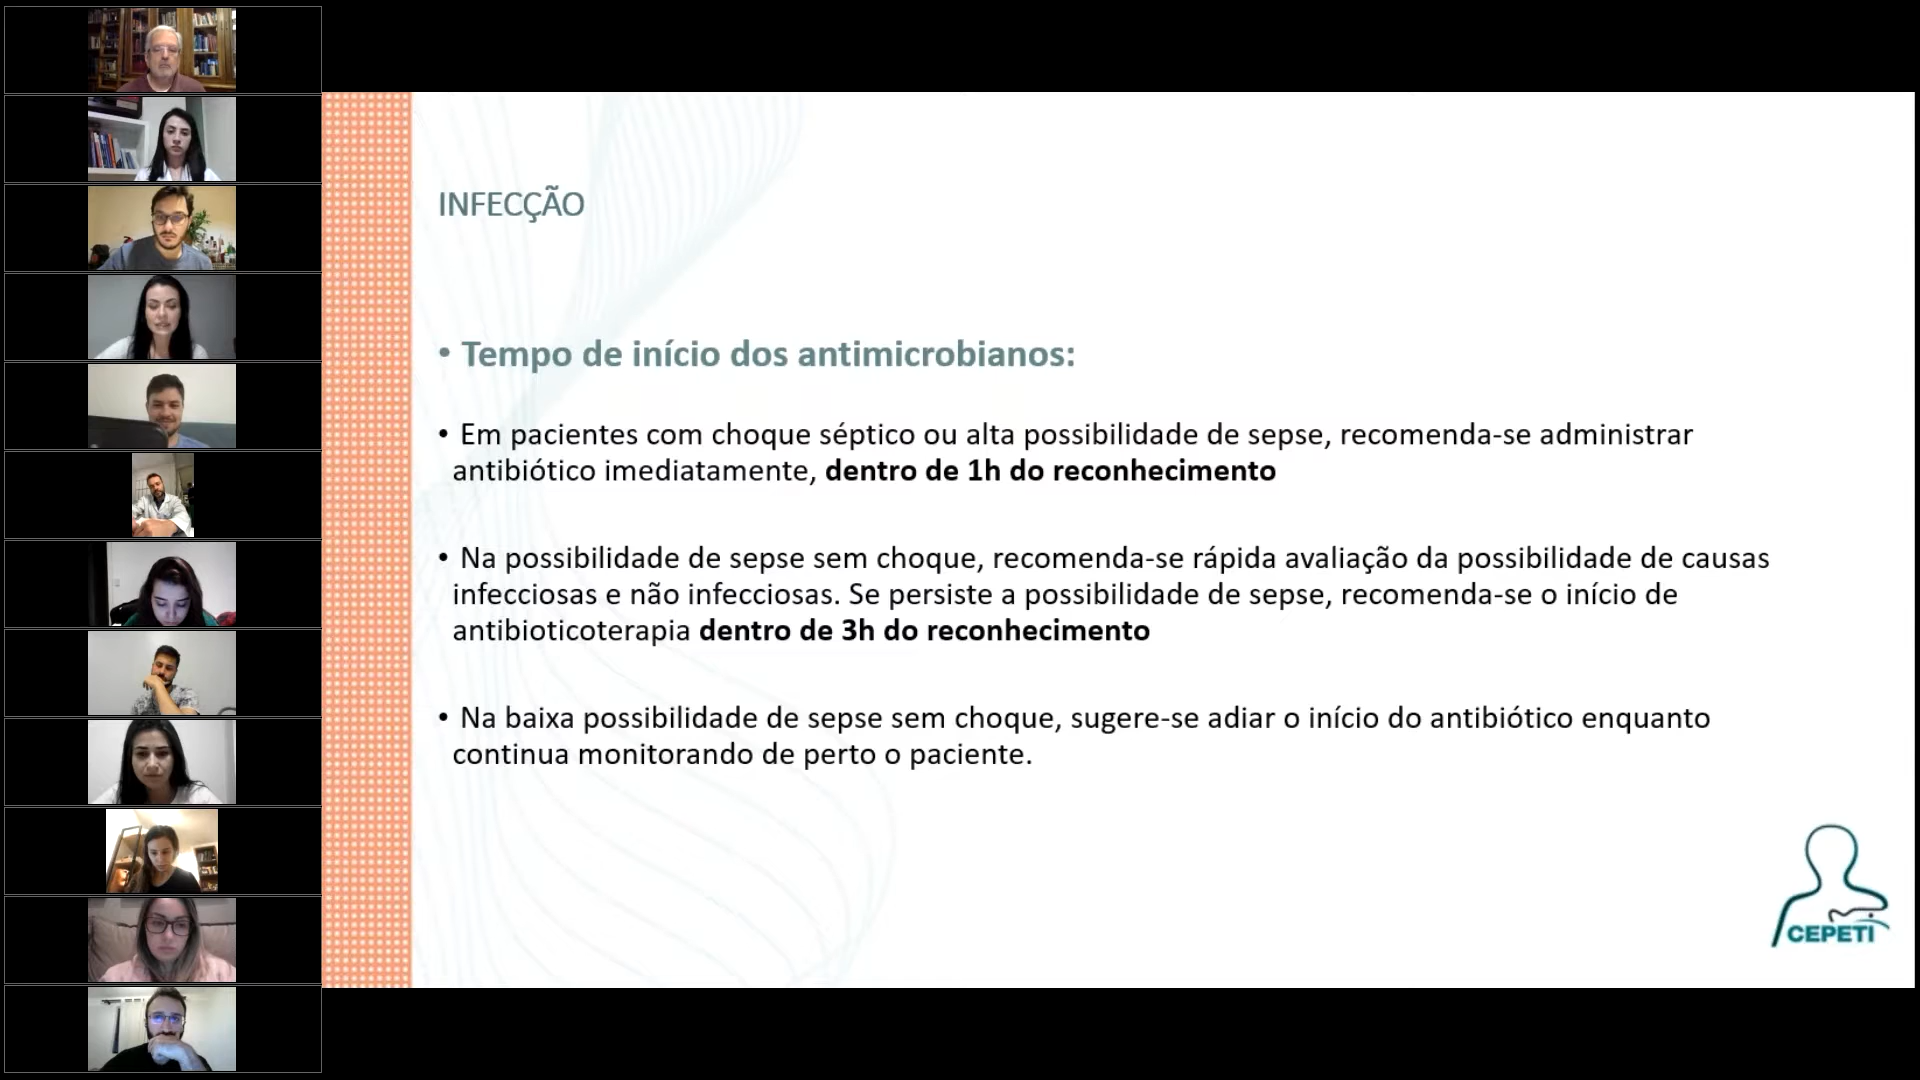 INFECÇÃO
• Tempo de início dos antimicrobianos:
• Em pacientes com choque séptico ou alta possibilidade de sepse, recomenda-se administrar
antibiótico imediatamente, dentro de 1h do reconhecimento
• Na possibilidade de sepse sem choque, recomenda-se rápida avaliação da possibilidade de causas
infecciosas e não infecciosas. Se persiste a possibilidade de sepse, recomenda-se o início de
antibioticoterapia dentro de 3h do reconhecimento
• Na baixa possibilidade de sepse sem choque, sugere-se adiar o início do antibiótico enquanto
continua monitorando de perto o paciente.
CEPETI